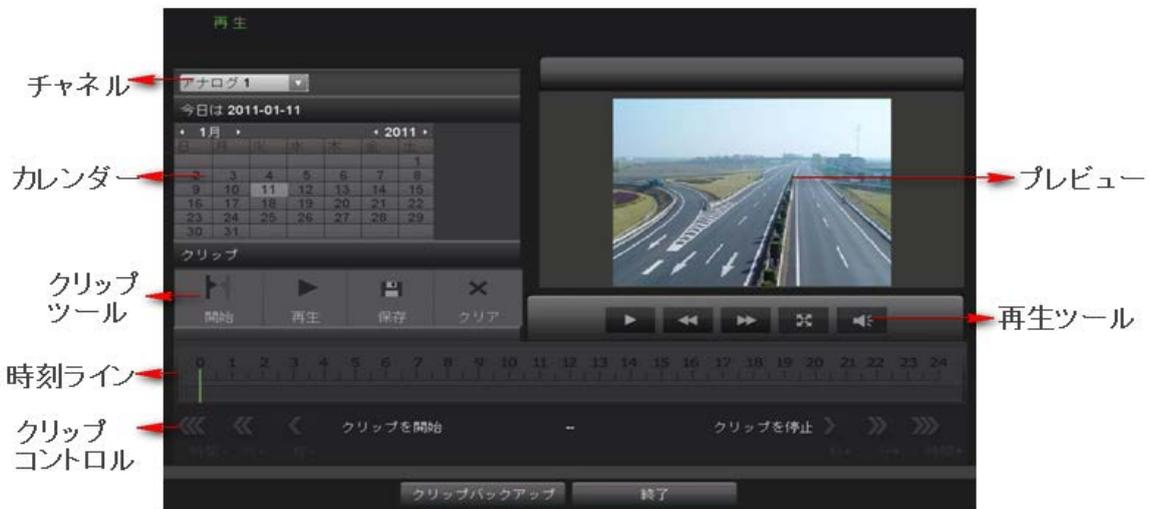 再生
チャネル
アナログ 1
今日は 2011-01-11
1月 2011
日 月 火 水 木 金 土
1
2 3 4 5 6 7 8
9 10 11 12 13 14 15
16 17 18 19 20 21 22
23 24 25 26 27 28 29
30 31
カレンダー
プレビュー
クリップ
クリップ
ツール
開始 再生 保存 クリア
再生ツール
時刻ライン
0 1 2 3 4 5 6 7 8 9 10 11 12 13 14 15 16 17 18 19 20 21 22 23 24
クリップ
コントロル
クリップを開始 -- クリップを停止
クリップバックアップ 終了